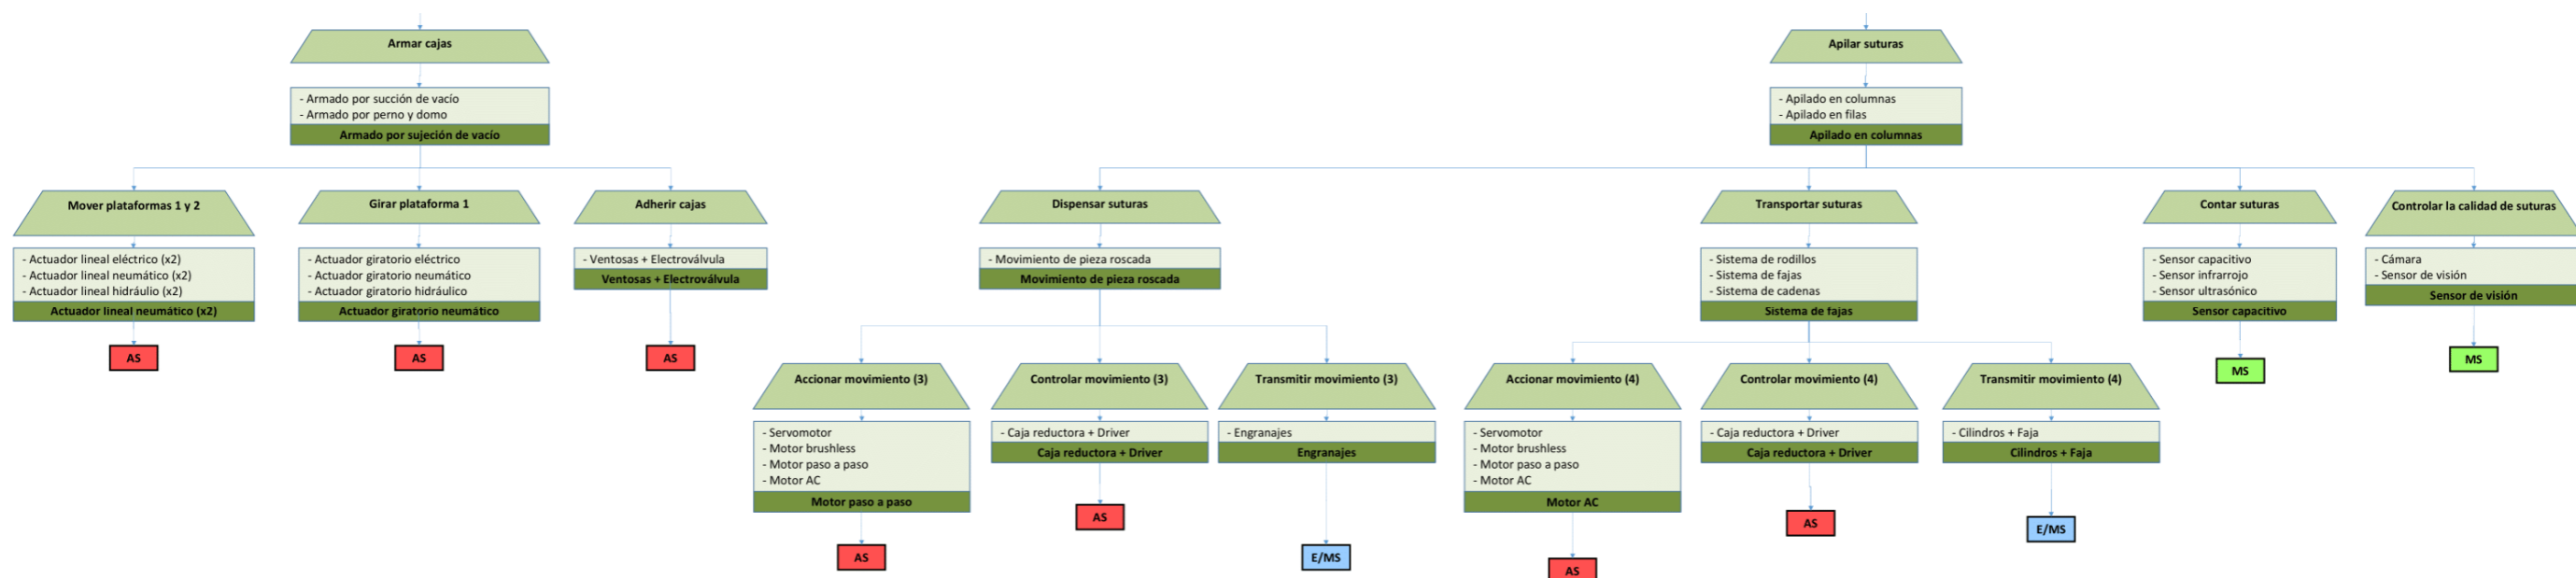 Armar cajas
- Armado por succión de vacío
- Armado por perno y domo
Armado por sujeción de vacío
Mover plataformas 1 y 2
- Actuador lineal eléctrico (x2)
- Actuador lineal neumático (x2)
- Actuador lineal hidráulio (x2)
Actuador lineal neumático (x2)
AS
Girar plataforma 1
- Actuador giratorio eléctrico
- Actuador giratorio neumático
- Actuador giratorio hidráulico
Actuador giratorio neumático
AS
Adherir cajas
- Ventosas + Electroválvula
Ventosas + Electroválvula
AS
Apilar suturas
- Apilado en columnas
- Apilado en filas
Apilado en columnas
Dispensar suturas
- Movimiento de pieza roscada
Movimiento de pieza roscada
Accionar movimiento (3)
- Servomotor
- Motor brushless
- Motor paso a paso
- Motor AC
Motor paso a paso
AS
Controlar movimiento (3)
- Caja reductora + Driver
Caja reductora + Driver
AS
Transmitir movimiento (3)
- Engranajes
Engranajes
E/MS
Transportar suturas
- Sistema de rodillos
- Sistema de fajas
- Sistema de cadenas
Sistema de fajas
Accionar movimiento (4)
- Servomotor
- Motor brushless
- Motor paso a paso
- Motor AC
Motor AC
AS
Controlar movimiento (4)
- Caja reductora + Driver
Caja reductora + Driver
AS
Transmitir movimiento (4)
- Cilindros + Faja
Cilindros + Faja
E/MS
Contar suturas
- Sensor capacitivo
- Sensor infrarrojo
- Sensor ultrasónico
Sensor capacitivo
MS
Controlar la calidad de suturas
- Cámara
- Sensor de visión
Sensor de visión
MS